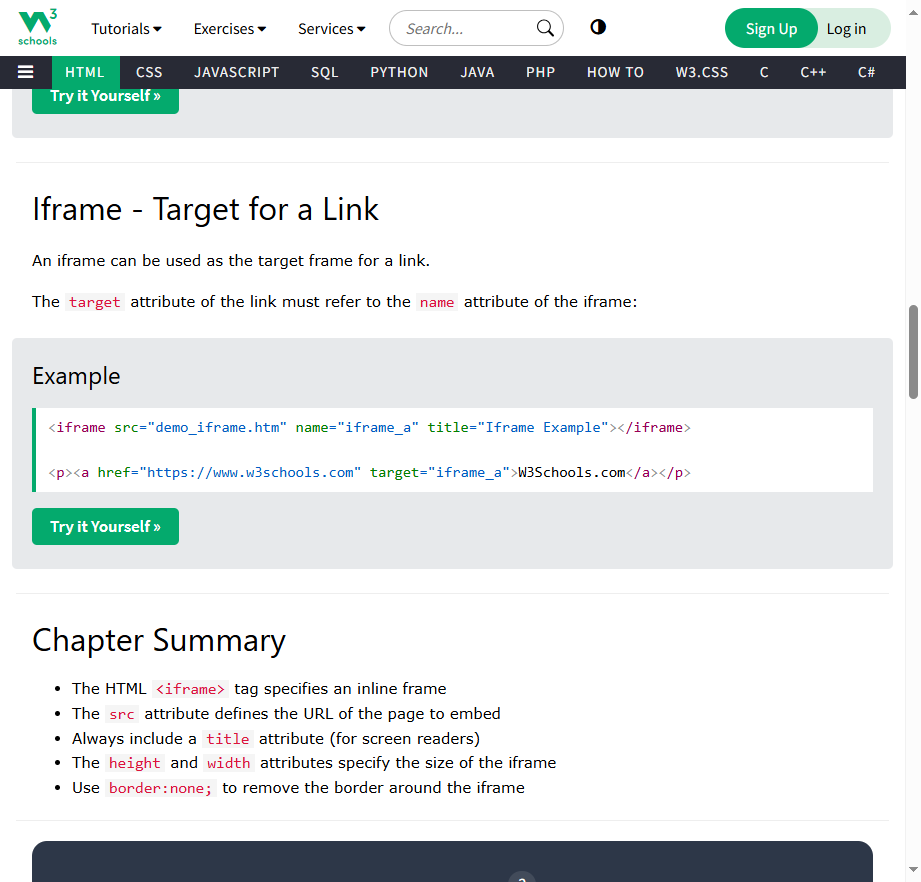 3
schools
Tutorials
Exercises
Services
Search...
Sign Up
Log in
HTML CSS JAVASCRIPT SQL PYTHON JAVA PHP HOW TO W3.CSS C C++ C#
Try it Yourself »
Iframe - Target for a Link
An iframe can be used as the target frame for a link.
The target attribute of the link must refer to the name attribute of the iframe:
Example
<iframe src="demo_iframe.htm" name="iframe_a" title="Iframe Example"></iframe>
<p><a href="https://www.w3schools.com" target="iframe_a">W3Schools.com</a></p>
Try it Yourself »
Chapter Summary
• The HTML <iframe> tag specifies an inline frame
• The src attribute defines the URL of the page to embed
• Always include a title attribute (for screen readers)
• The height and width attributes specify the size of the iframe
• Use border:none; to remove the border around the iframe